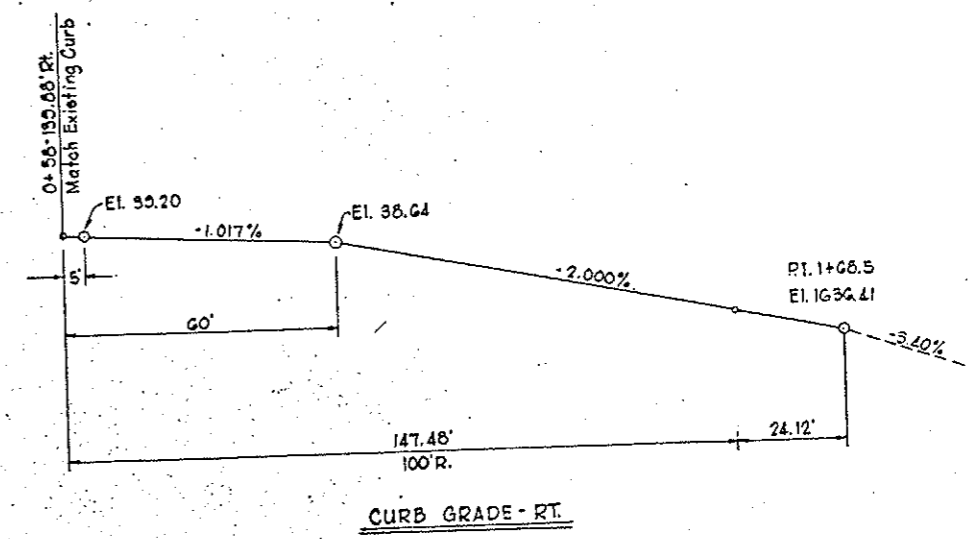 0+58-139.88' Rt.
Match Existing Curb
El. 39.20
-1.017%
El. 38.64
-2.000%
P.T. 1+68.5
El. 1636.41
-3.40%
5'
60'
147.48'
24.12'
100'R.
CURB GRADE - RT.